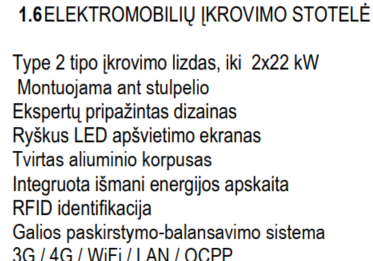 1.6 ELEKTROMOBILIŲ ĮKROVIMO STOTELĖ
Type 2 tipo įkrovimo lizdas, iki 2x22 kW
Montuojama ant stulpelio
Ekspertų pripažintas dizainas
Ryškus LED apšvietimo ekranas
Tvirtas aliuminio korpusas
Integruota išmani energijos apskaita
RFID identifikacija
Galios paskirstymo-balansavimo sistema
3G / 4G / WiFi / LAN / OCPP